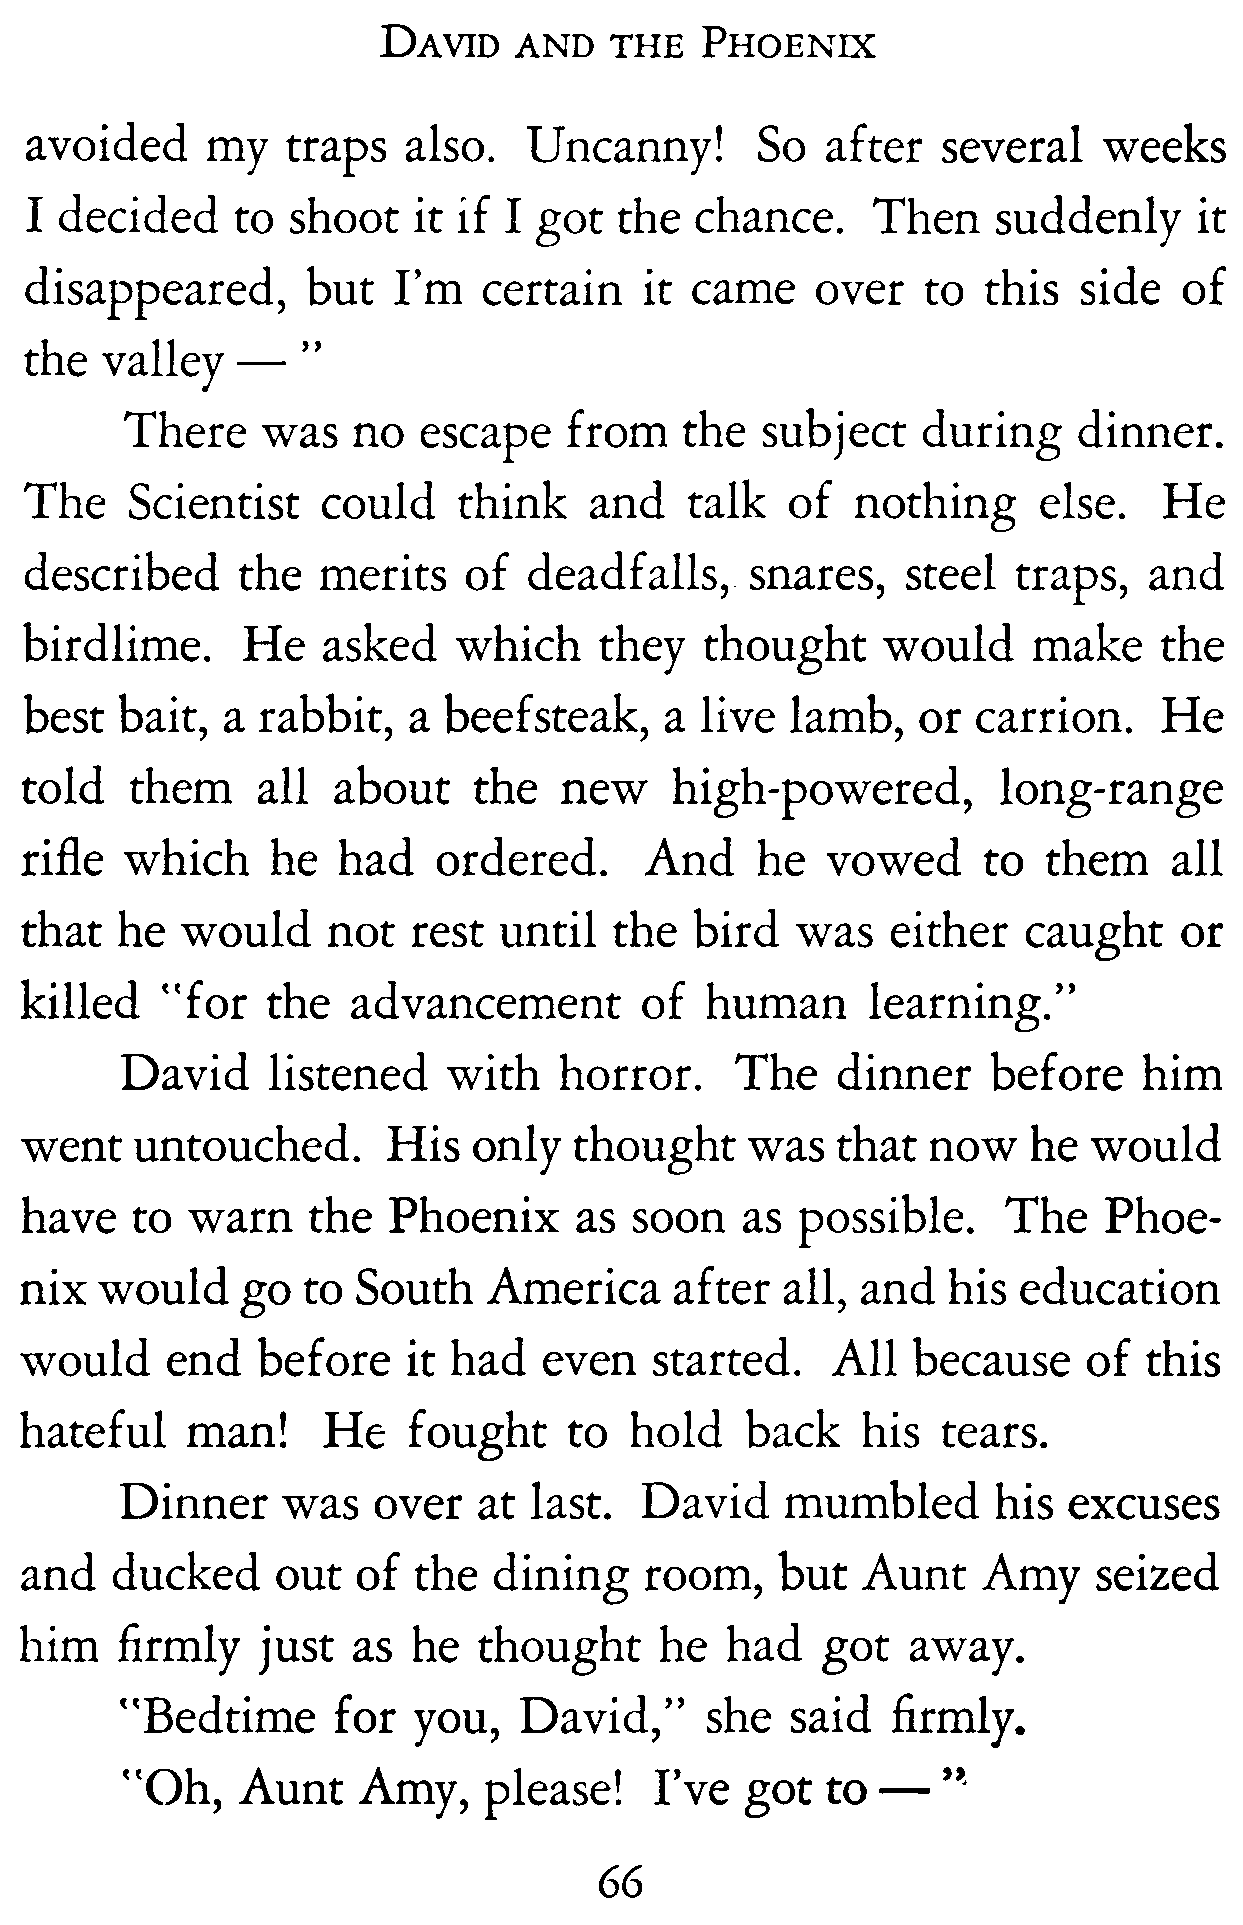 DAVID AND THE PHOENIX
avoided my traps also. Uncanny! So after several weeks
I decided to shoot it if I got the chance. Then suddenly it
disappeared, but I'm certain it came over to this side of
the valley — "
There was no escape from the subject during dinner.
The Scientist could think and talk of nothing else. He
described the merits of deadfalls, snares, steel traps, and
birdlime. He asked which they thought would make the
best bait, a rabbit, a beefsteak, a live lamb, or carrion. He
told them all about the new high-powered, long-range
rifle which he had ordered. And he vowed to them all
that he would not rest until the bird was either caught or
killed "for the advancement of human learning."
David listened with horror. The dinner before him
went untouched. His only thought was that now he would
have to warn the Phoenix as soon as possible. The Phoe-
nix would go to South America after all, and his education
would end before it had even started. All because of this
hateful man! He fought to hold back his tears.
Dinner was over at last. David mumbled his excuses
and ducked out of the dining room, but Aunt Amy seized
him firmly just as he thought he had got away.
"Bedtime for you, David," she said firmly.
"Oh, Aunt Amy, please! I've got to — "
66